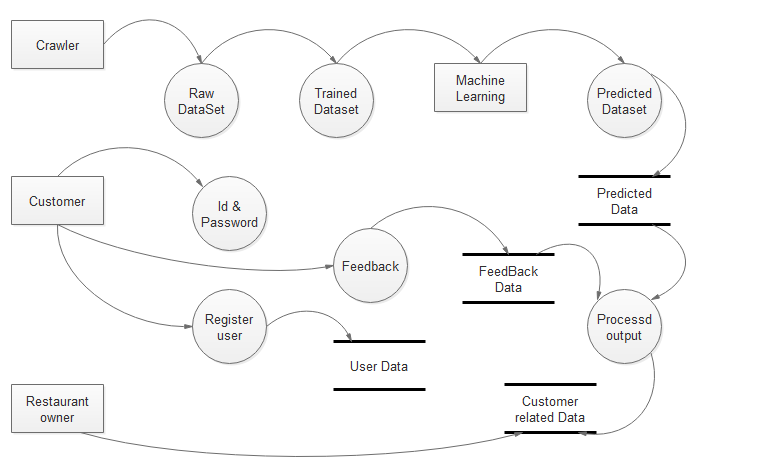 Crawler
Raw
DataSet
Trained
Dataset
Machine
Learning
Predicted
Dataset
Customer
Id &
Password
Predicted
Data
Feedback
FeedBack
Data
Register
user
Processd
output
User Data
Restaurant
owner
Customer
related Data